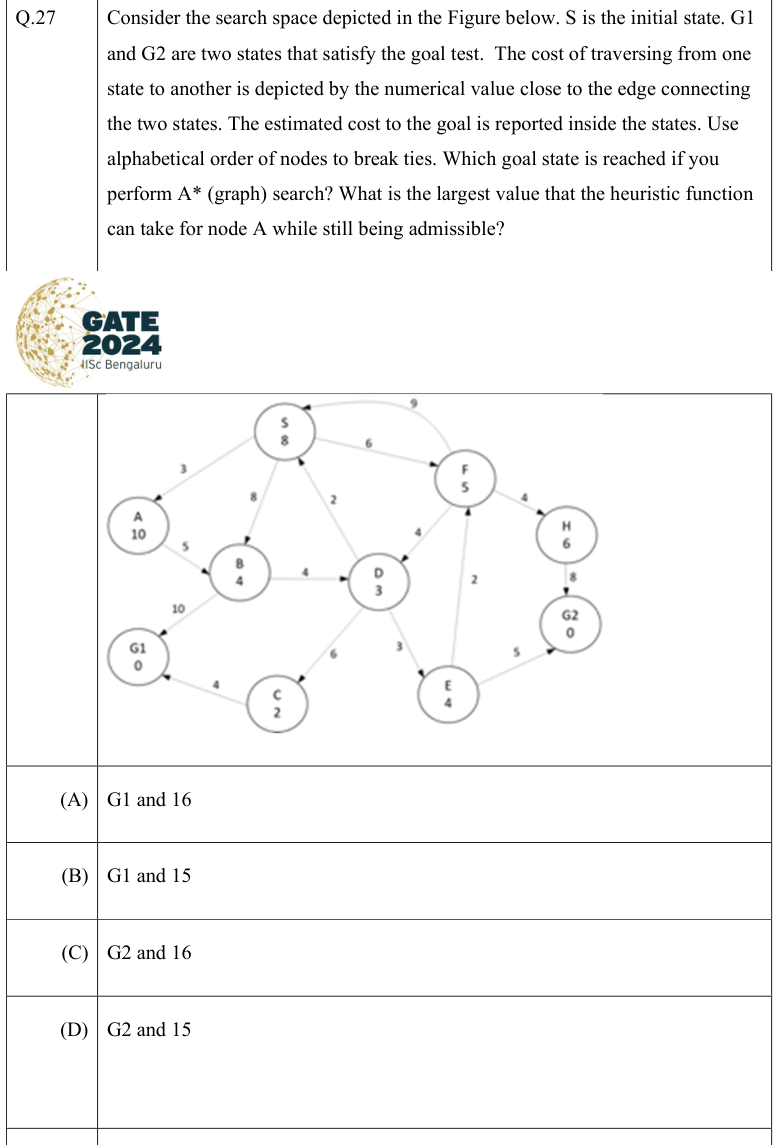 Q.27 Consider the search space depicted in the Figure below. S is the initial state. G1
and G2 are two states that satisfy the goal test. The cost of traversing from one
state to another is depicted by the numerical value close to the edge connecting
the two states. The estimated cost to the goal is reported inside the states. Use
alphabetical order of nodes to break ties. Which goal state is reached if you
perform A* (graph) search? What is the largest value that the heuristic function
can take for node A while still being admissible?
GATE
2024
IISc Bengaluru
9
S
8
6
F
5
3
8
2
4
A
10
H
6
5
4
B
4
4
D
3
2
8
10
G2
0
G1
0
6
3
5
4
C
2
E
4
(A) G1 and 16
(B) G1 and 15
(C) G2 and 16
(D) G2 and 15